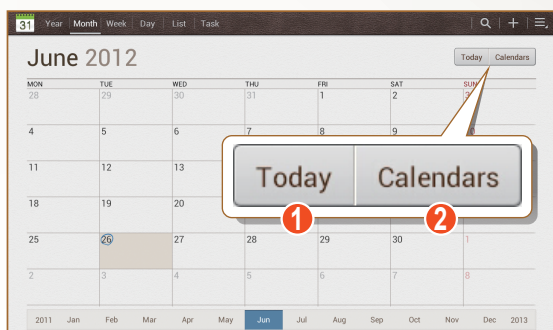 31 Year Month Week Day List Task
June 2012
Today Calendars
MON TUE WED THU FRI SAT SUN
28 29 30 31 1 2 3
4 5 6 7 8 9
11 12 13
Today Calendars
18 19 20
1 2
25 26 27 28 29 30 1
2 3 4 5 6 7 8
2011 Jan Feb Mar Apr May Jun Jul Aug Sep Oct Nov Dec 2013